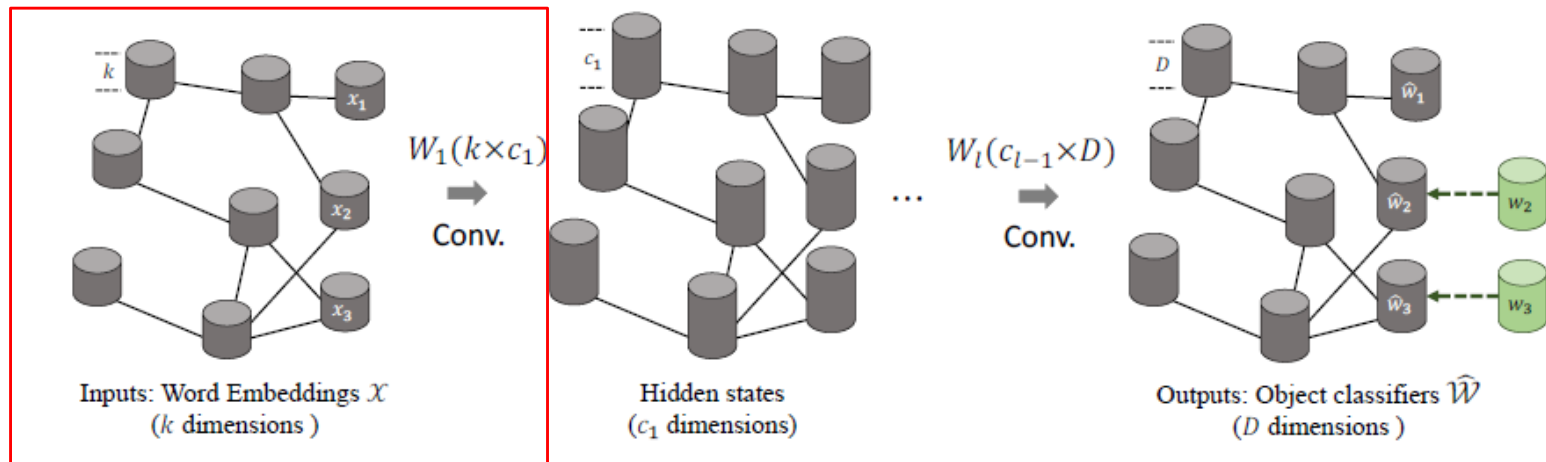 k
x₁
x₂
x₃
W₁(k×c₁)
Conv.
Inputs: Word Embeddings 𝒳
(k dimensions )
c₁
Hidden states
(c₁ dimensions)
...
Wₗ(cₗ₋₁×D)
Conv.
D
ŵ₁
ŵ₂
ŵ₃
w₂
w₃
Outputs: Object classifiers 𝒲̂
(D dimensions )